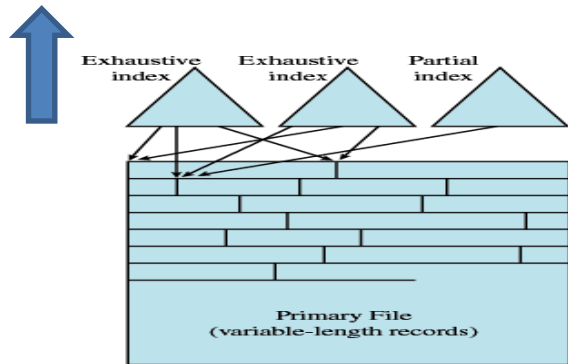 Exhaustive index
Exhaustive index
Partial index
Primary File
(variable-length records)